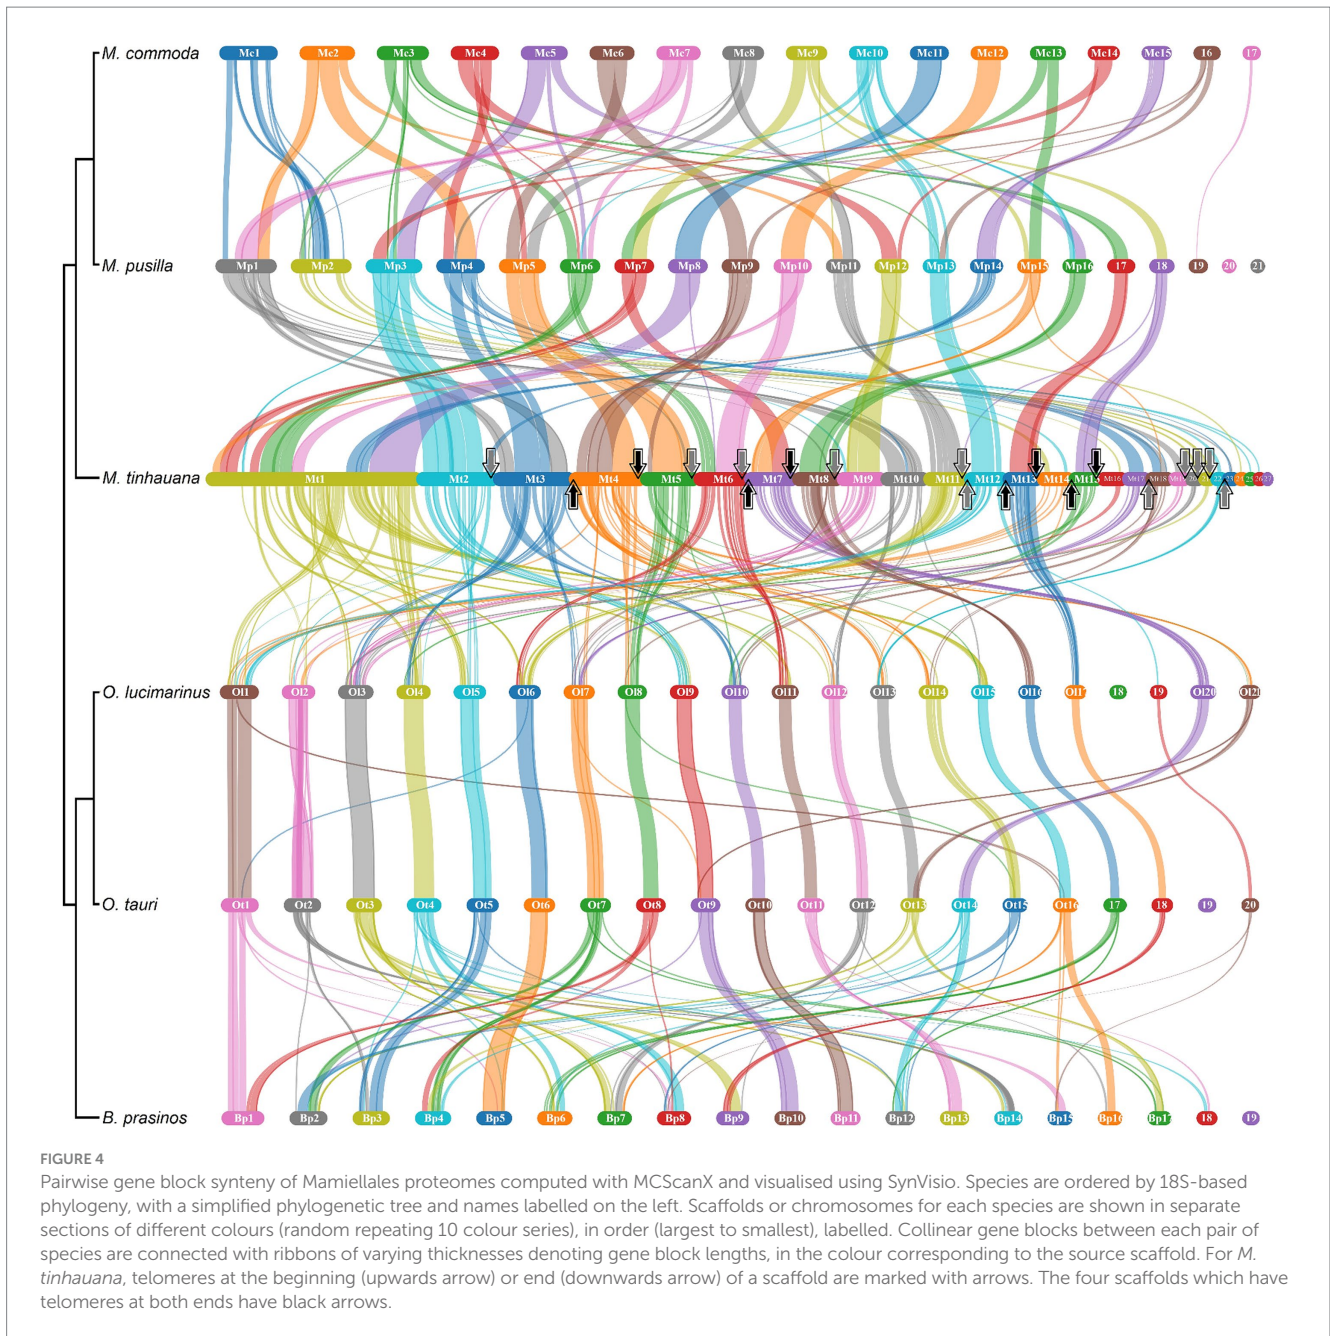 M. commoda
Mc1 Mc2 Mc3 Mc4 Mc5 Mc6 Mc7 Mc8 Mc9 Mc10 Mc11 Mc12 Mc13 Mc14 Mc15 16 17
M. pusilla
Mp1 Mp2 Mp3 Mp4 Mp5 Mp6 Mp7 Mp8 Mp9 Mp10 Mp11 Mp12 Mp13 Mp14 Mp15 Mp16 17 18 19 20 21
M. tinhauana
Mt1 Mt2 Mt3 Mt4 Mt5 Mt6 Mt7 Mt8 Mt9 Mt10 Mt11 Mt12 Mt13 Mt14 Mt15 Mt16 Mt17 Mt18 Mt19 20 21 22 23 24 25 26 27
O. lucimarinus
Ol1 Ol2 Ol3 Ol4 Ol5 Ol6 Ol7 Ol8 Ol9 Ol10 Ol11 Ol12 Ol13 Ol14 Ol15 Ol16 Ol17 18 19 Ol20 Ol21
O. tauri
Ot1 Ot2 Ot3 Ot4 Ot5 Ot6 Ot7 Ot8 Ot9 Ot10 Ot11 Ot12 Ot13 Ot14 Ot15 Ot16 17 18 19 20
B. prasinos
Bp1 Bp2 Bp3 Bp4 Bp5 Bp6 Bp7 Bp8 Bp9 Bp10 Bp11 Bp12 Bp13 Bp14 Bp15 Bp16 Bp17 18 19
FIGURE 4
Pairwise gene block synteny of Mamiellales proteomes computed with MCScanX and visualised using SynVisio. Species are ordered by 18S-based
phylogeny, with a simplified phylogenetic tree and names labelled on the left. Scaffolds or chromosomes for each species are shown in separate
sections of different colours (random repeating 10 colour series), in order (largest to smallest), labelled. Collinear gene blocks between each pair of
species are connected with ribbons of varying thicknesses denoting gene block lengths, in the colour corresponding to the source scaffold. For M.
tinhauana, telomeres at the beginning (upwards arrow) or end (downwards arrow) of a scaffold are marked with arrows. The four scaffolds which have
telomeres at both ends have black arrows.